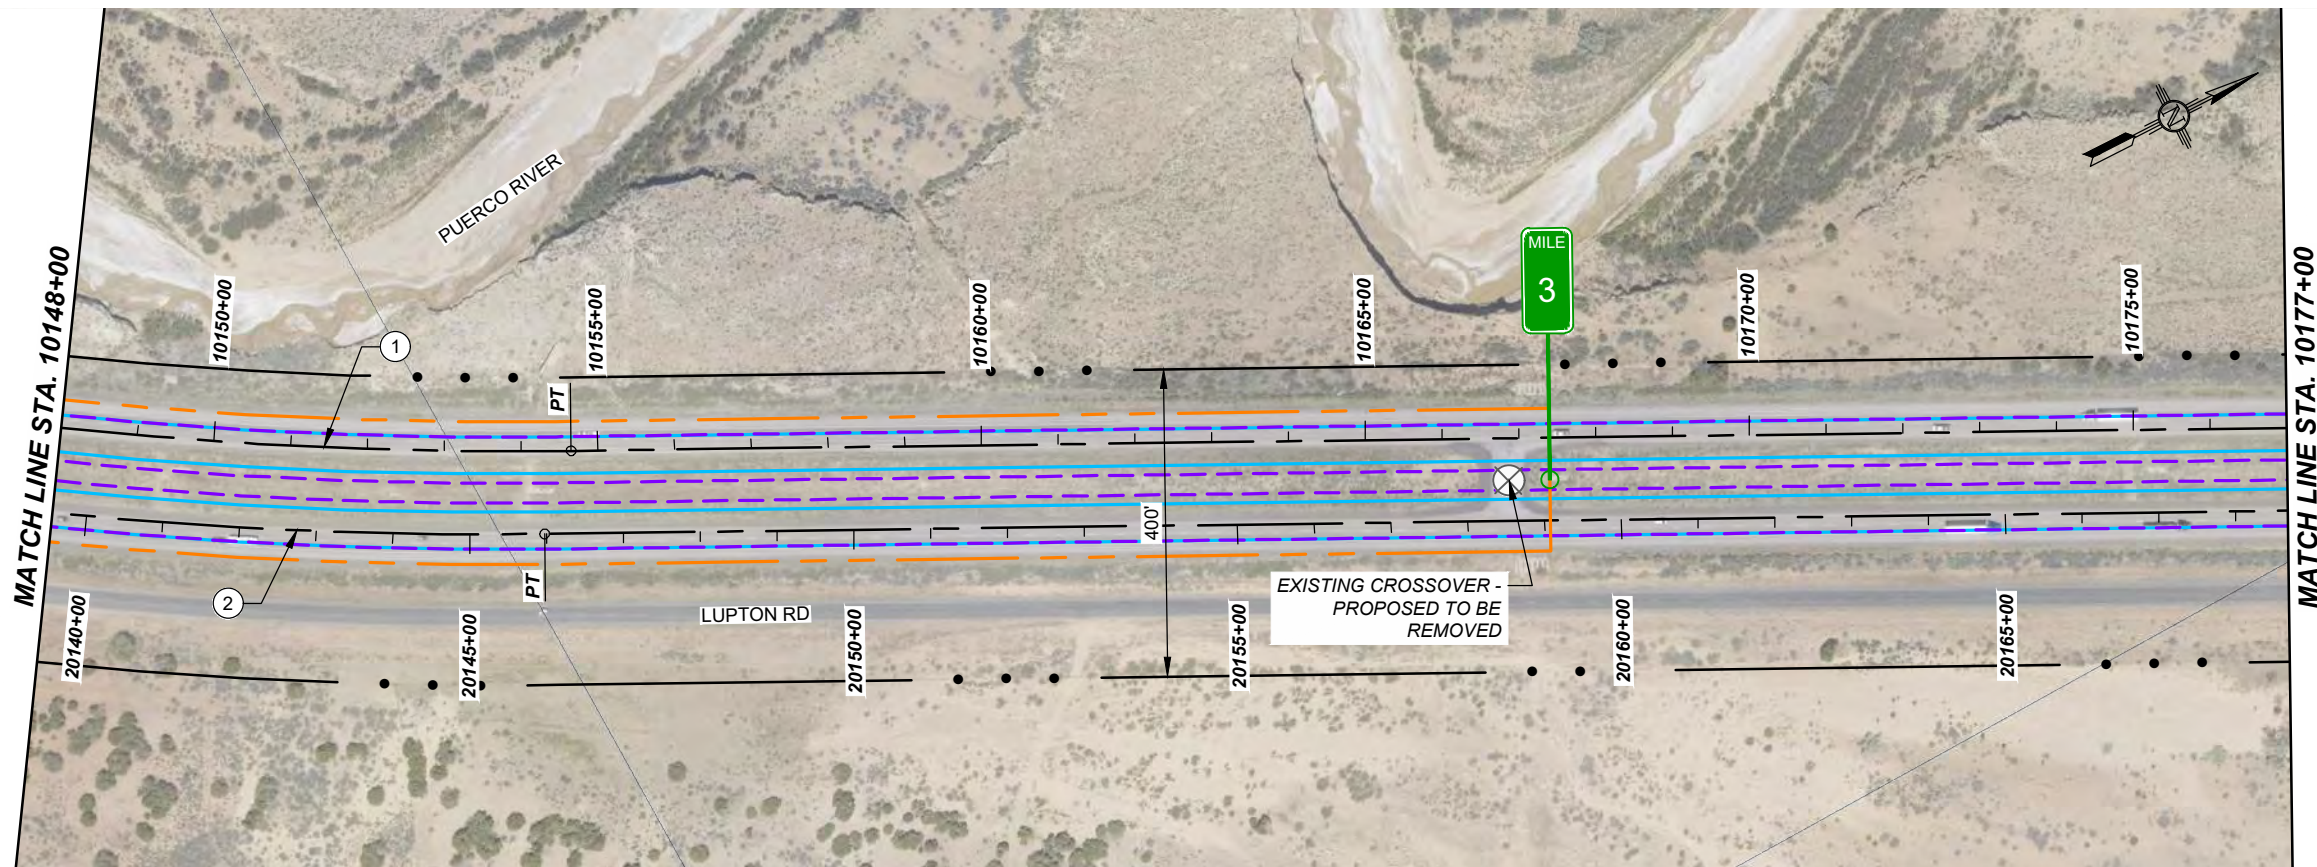 MATCH LINE STA. 10148+00
PUERCO RIVER
10150+00
10155+00
10160+00
10165+00
10170+00
10175+00
MILE
3
N
1
PT
2
PT
400'
LUPTON RD
EXISTING CROSSOVER -
PROPOSED TO BE
REMOVED
20140+00
20145+00
20150+00
20155+00
20160+00
20165+00
MATCH LINE STA. 10177+00